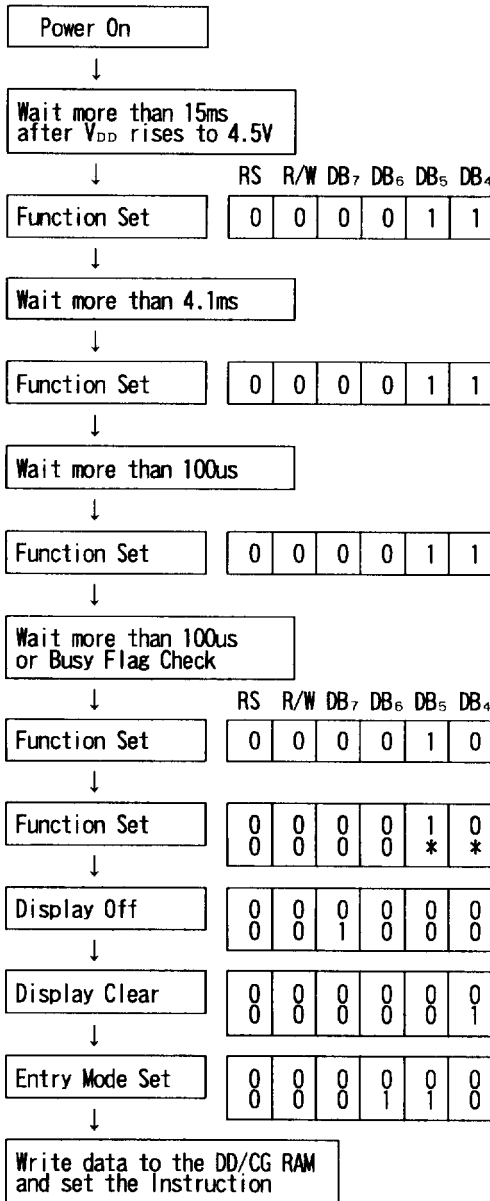 Power On
↓
Wait more than 15ms
after VDD rises to 4.5V
↓
RS R/W DB7 DB6 DB5 DB4
Function Set 0 0 0 0 1 1
↓
Wait more than 4.1ms
↓
Function Set 0 0 0 0 1 1
↓
Wait more than 100us
↓
Function Set 0 0 0 0 1 1
↓
Wait more than 100us
or Busy Flag Check
↓
RS R/W DB7 DB6 DB5 DB4
Function Set 0 0 0 0 1 0
↓
Function Set 0 0 0 0 1 0
0 0 0 0 * *
↓
Display Off 0 0 0 0 0 0
0 0 1 0 0 0
↓
Display Clear 0 0 0 0 0 0
0 0 0 0 0 1
↓
Entry Mode Set 0 0 0 0 0 0
0 0 0 1 1 0
↓
Write data to the DD/CG RAM
and set the Instruction